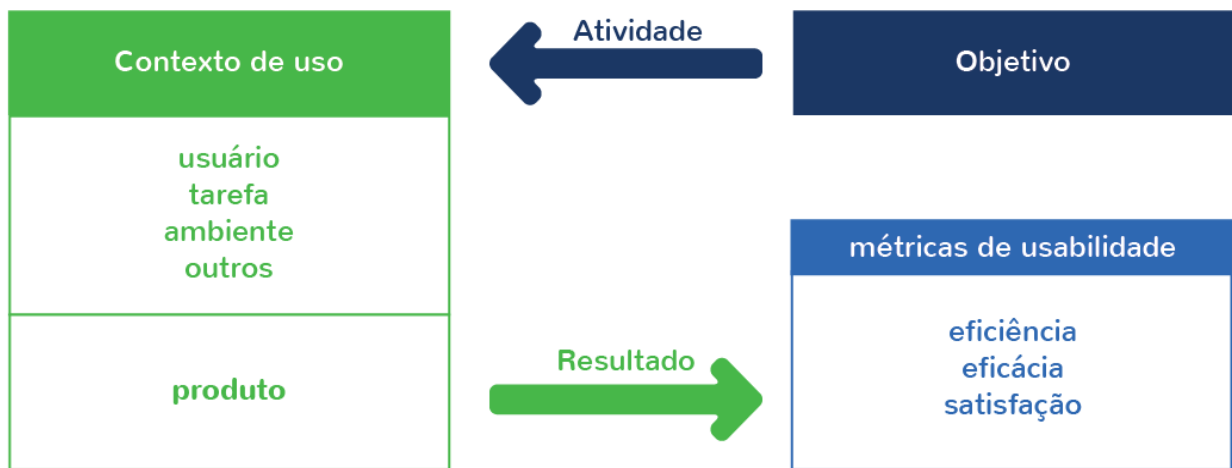 Contexto de uso
Atividade
Objetivo
usuário
tarefa
ambiente
outros
métricas de usabilidade
produto
Resultado
eficiência
eficácia
satisfação